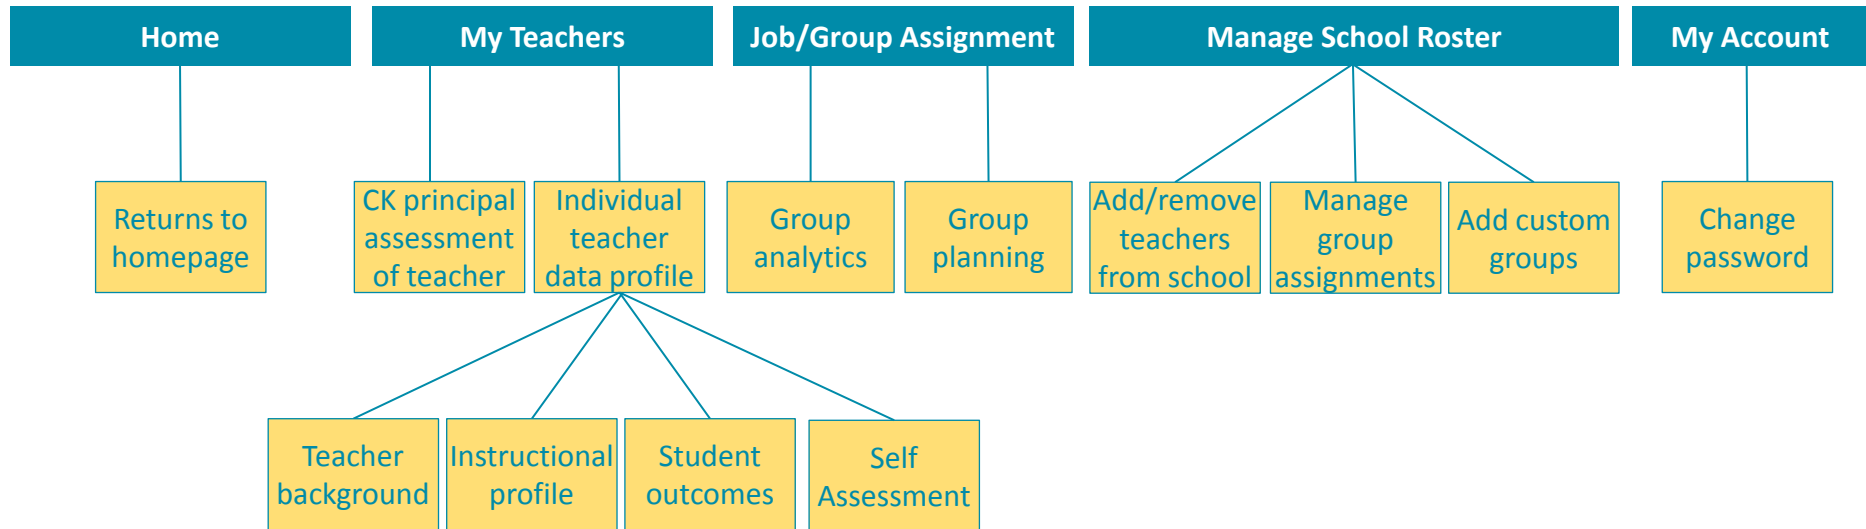 Home
My Teachers
Job/Group Assignment
Manage School Roster
My Account
Returns to
homepage
CK principal
assessment
of teacher
Individual
teacher
data profile
Group
analytics
Group
planning
Add/remove
teachers
from school
Manage
group
assignments
Add custom
groups
Change
password
Teacher
background
Instructional
profile
Student
outcomes
Self
Assessment